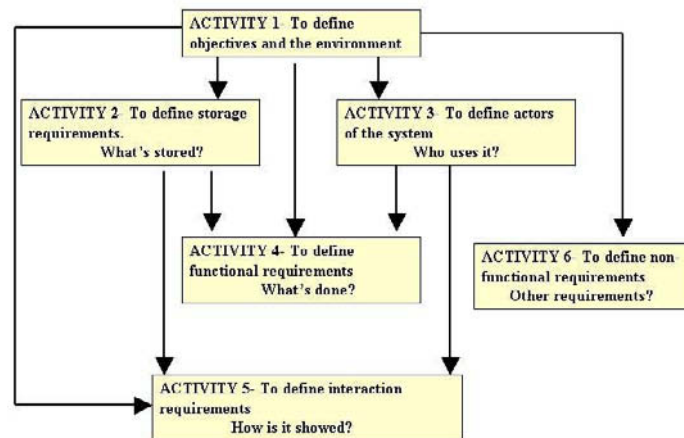 ACTIVITY 1- To define
objectives and the environment
ACTIVITY 2- To define storage
requirements.
What's stored?
ACTIVITY 3- To define actors
of the system
Who uses it?
ACTIVITY 4- To define
functional requirements
What's done?
ACTIVITY 6- To define non-
functional requirements
Other requirements?
ACTIVITY 5- To define interaction
requirements
How is it showed?